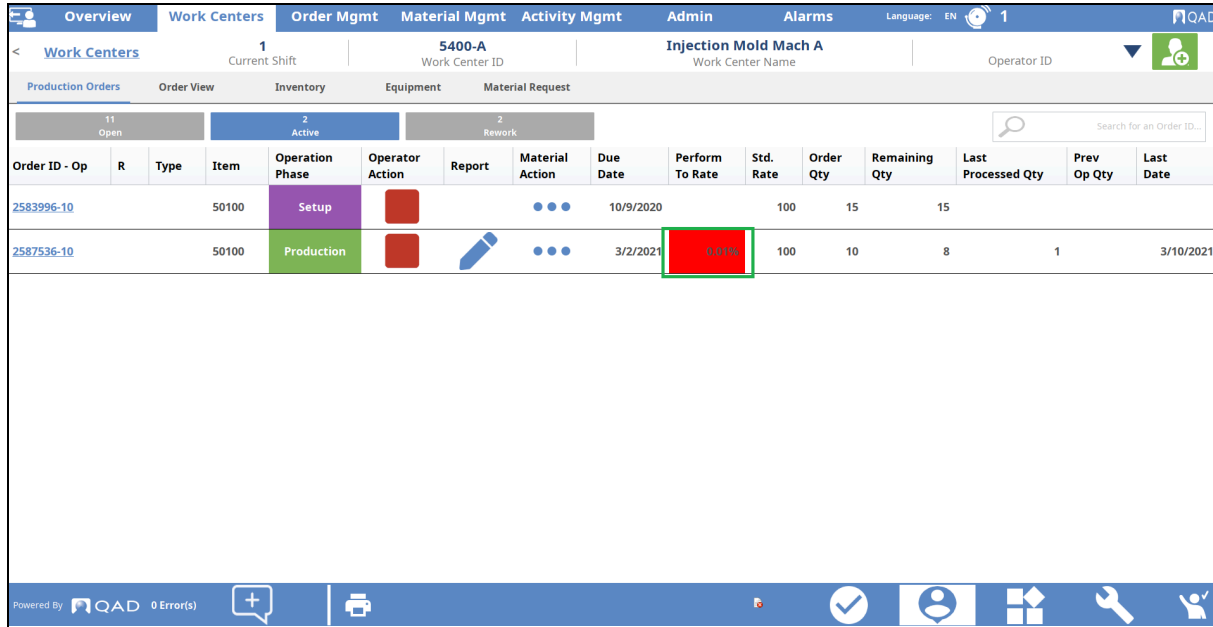 Overview Work Centers Order Mgmt Material Mgmt Activity Mgmt Admin Alarms Language: EN 1 QAD
< Work Centers 1 5400-A Injection Mold Mach A
Current Shift Work Center ID Work Center Name Operator ID
Production Orders Order View Inventory Equipment Material Request
11 2 2
Open Active Rework Search for an Order ID...
Order ID - Op R Type Item Operation Phase Operator Action Report Material Action Due Date Perform To Rate Std. Rate Order Qty Remaining Qty Last Processed Qty Prev Op Qty Last Date
2583996-10 50100 Setup 10/9/2020 100 15 15
2587536-10 50100 Production 3/2/2021 0.01% 100 10 8 1 3/10/2021
Powered By QAD 0 Error(s)